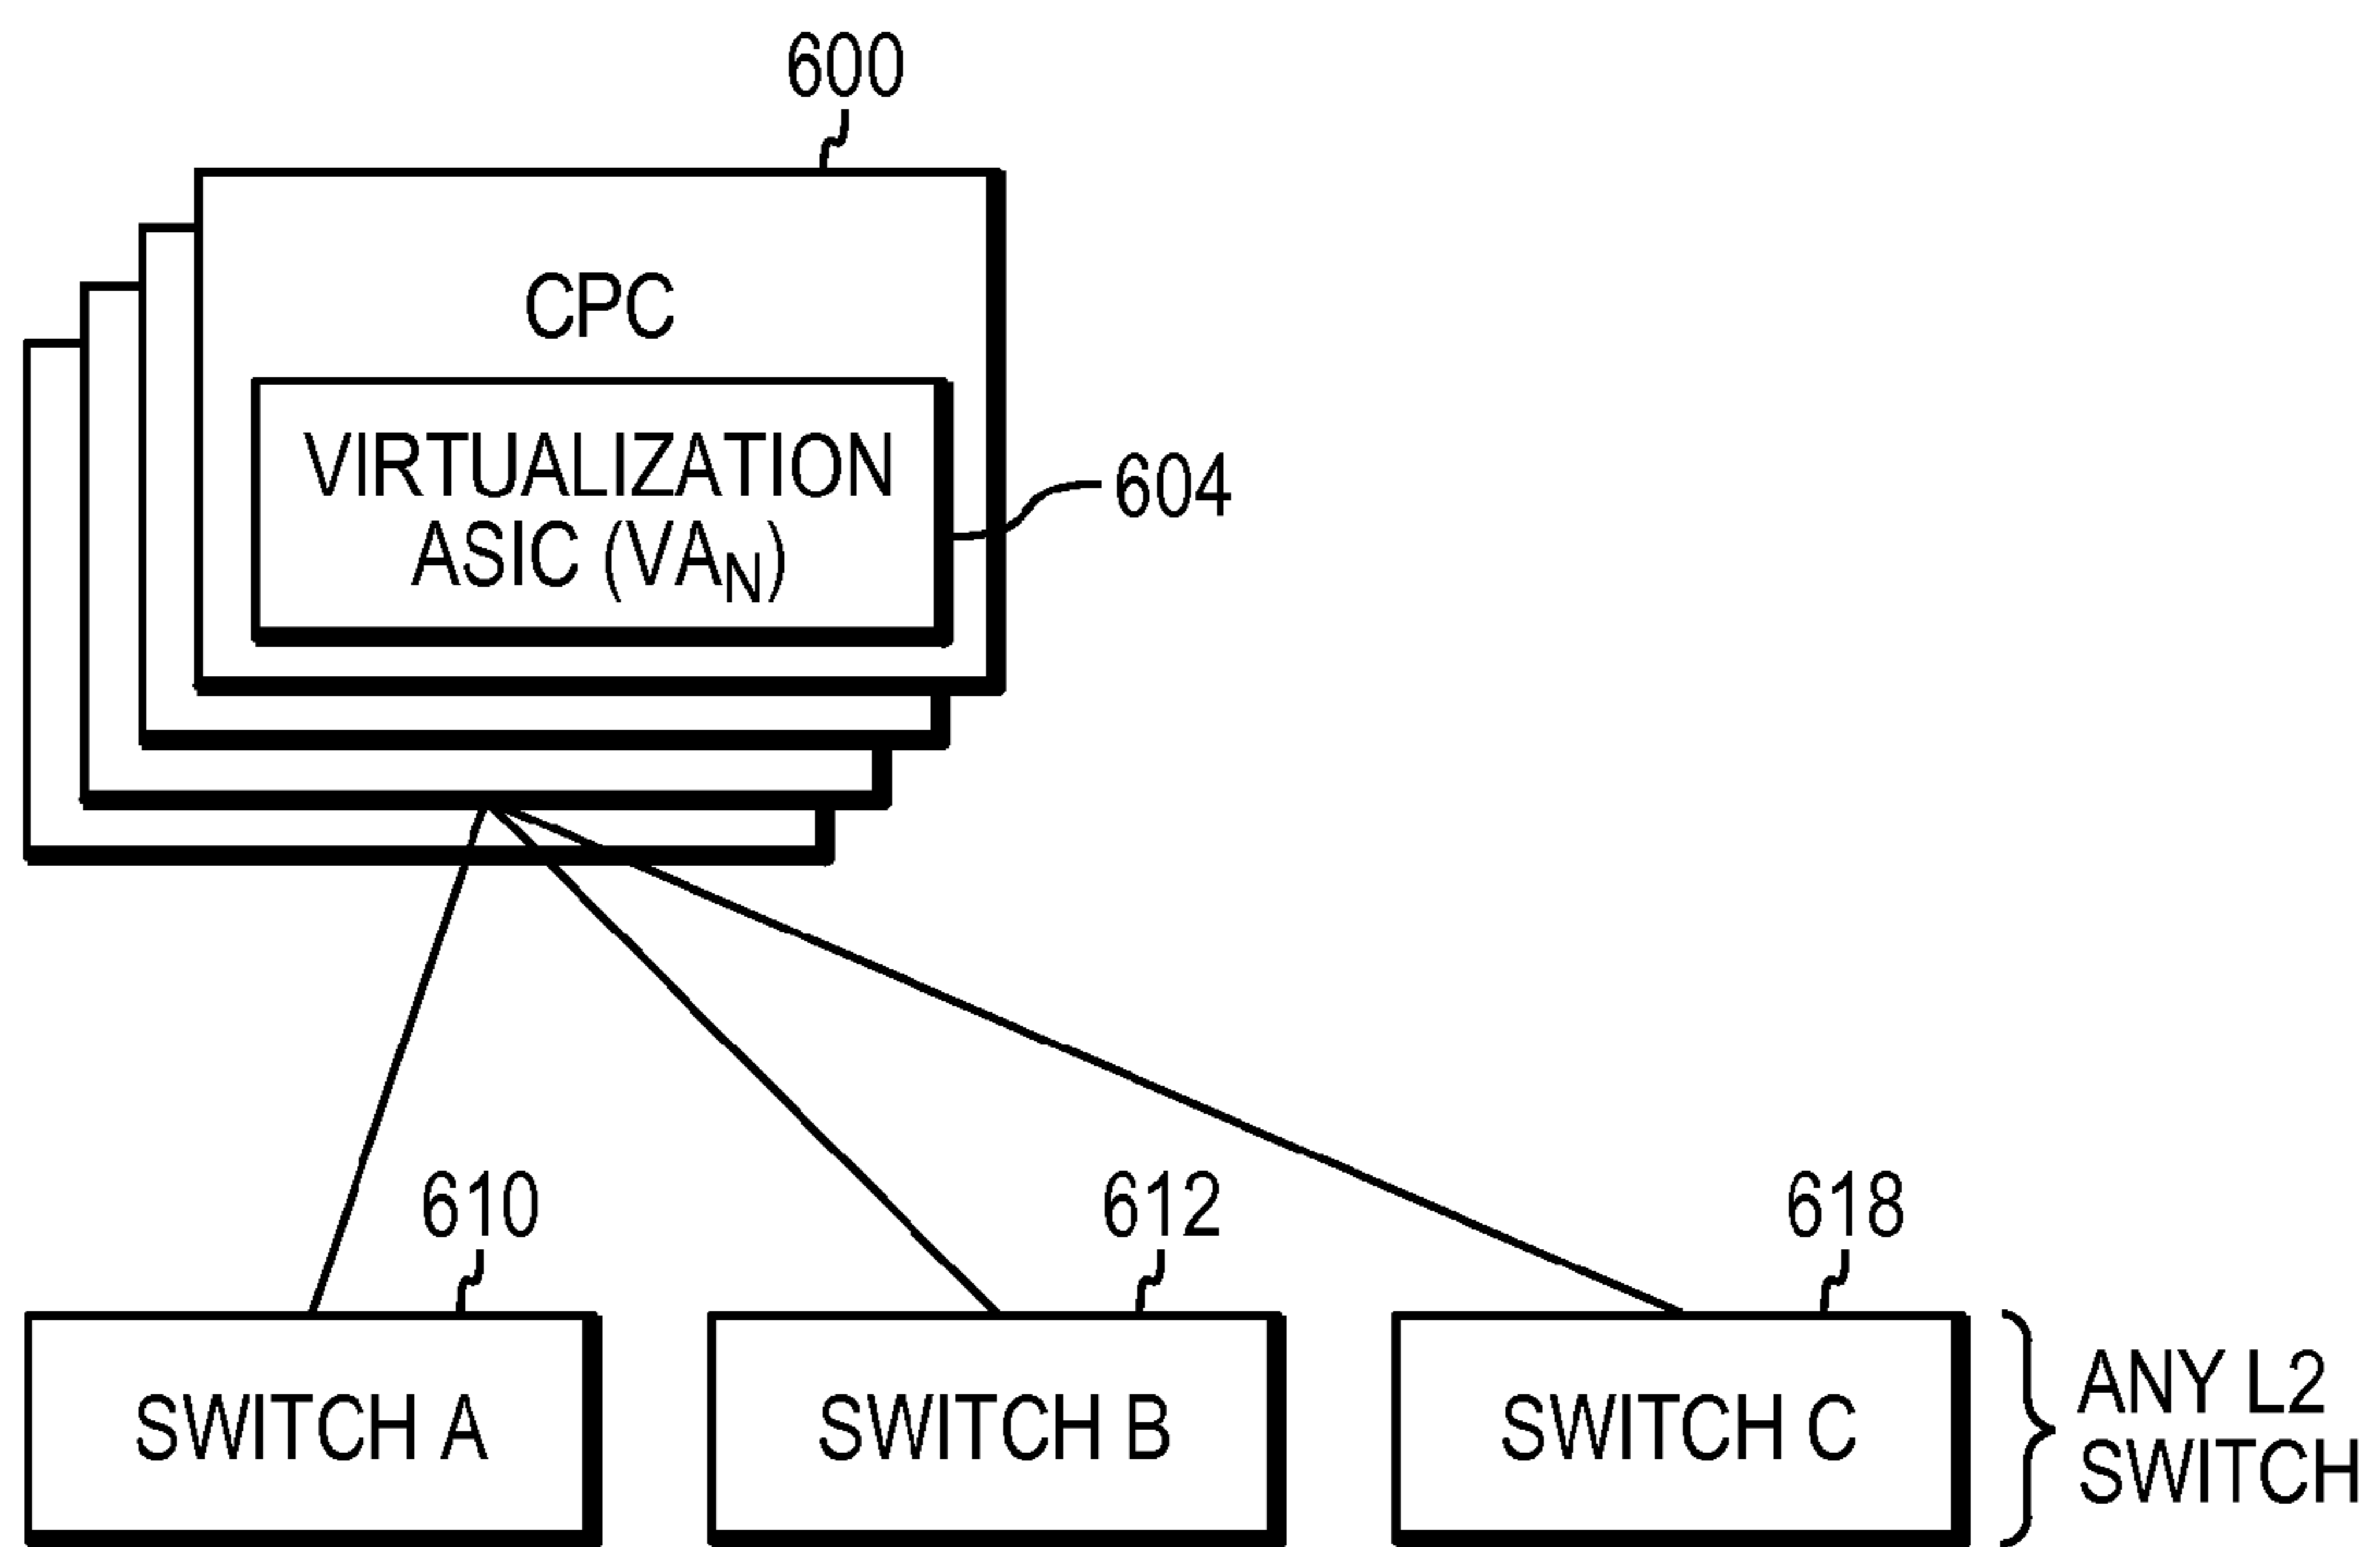 600
CPC
VIRTUALIZATION
ASIC (VAN)
604
610
612
618
SWITCH A
SWITCH B
SWITCH C
ANY L2
SWITCH